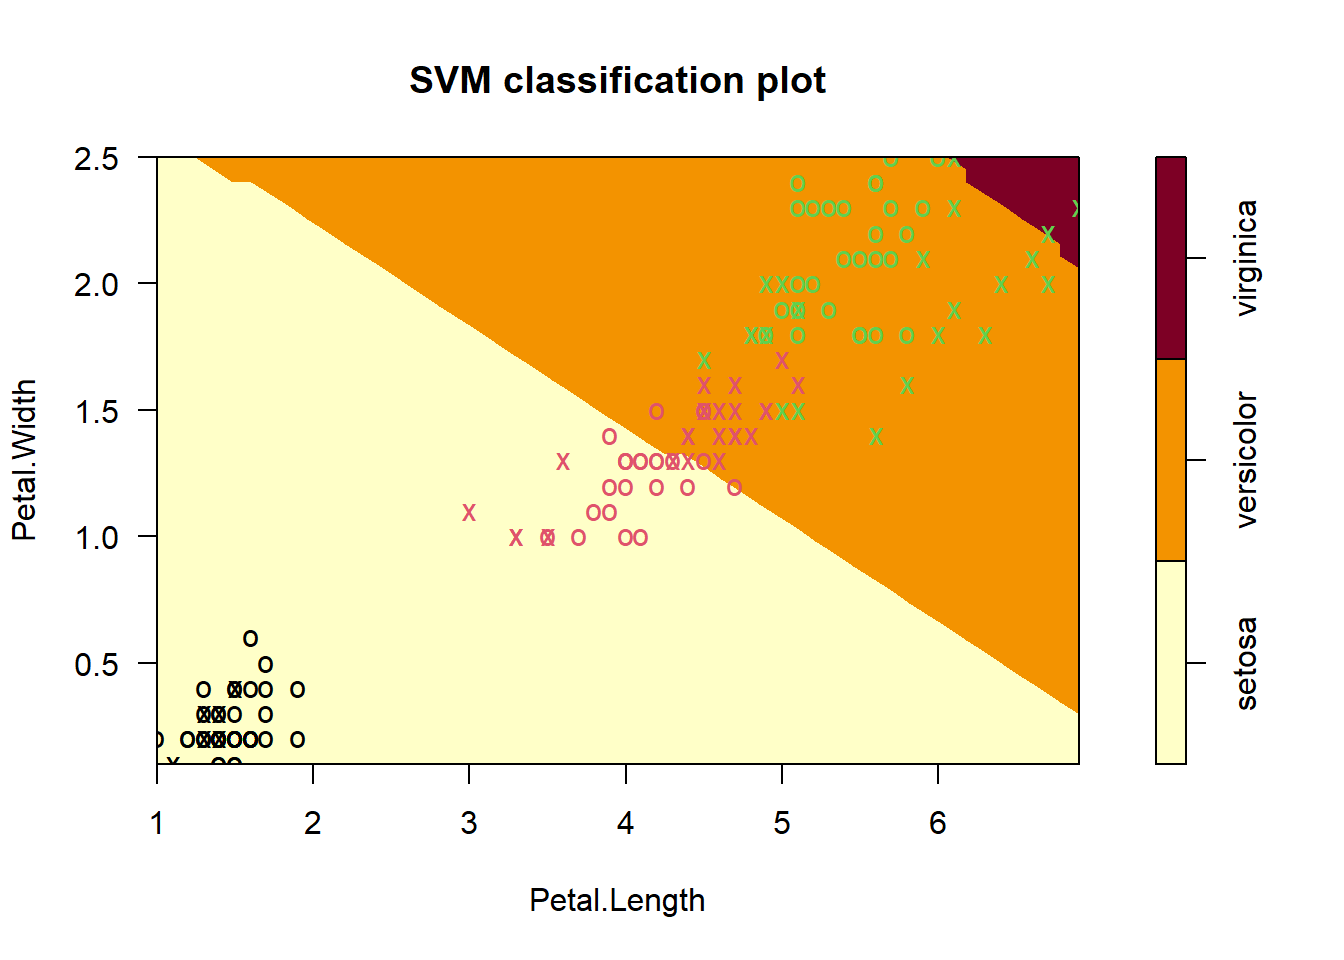 SVM classification plot
2.5
2.0
1.5
1.0
0.5
Petal.Width
1 2 3 4 5 6
Petal.Length
virginica
versicolor
setosa